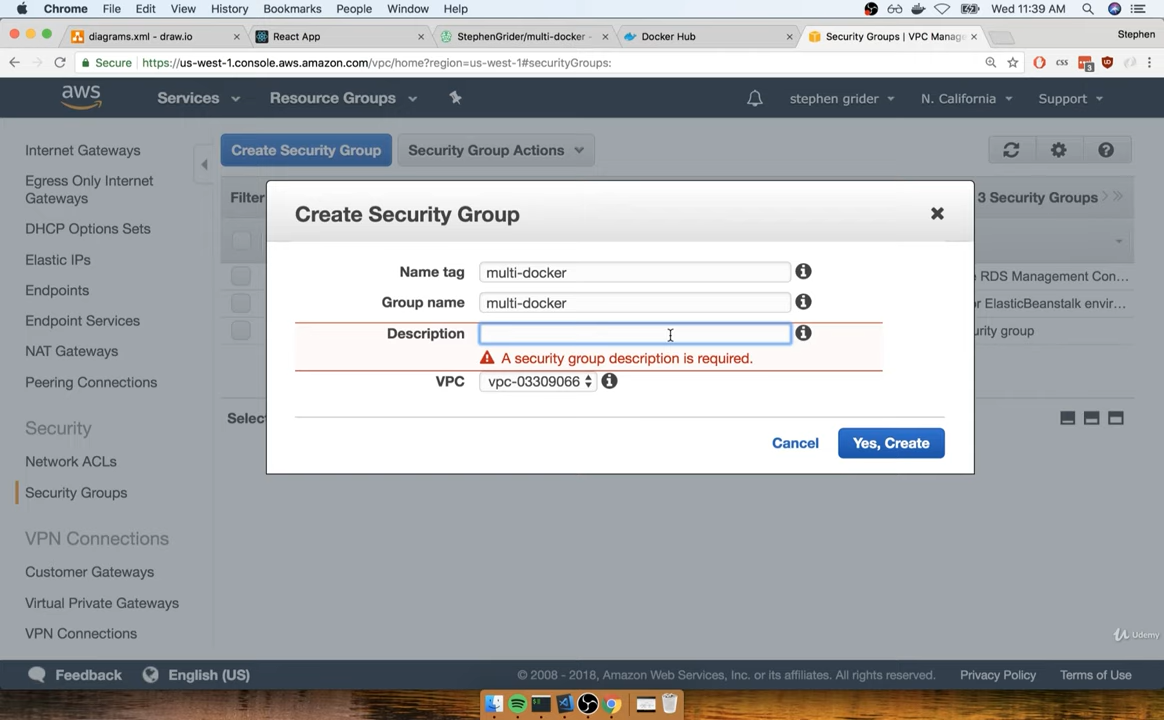 Chrome File Edit View History Bookmarks People Window Help Wed 11:39 AM
diagrams.xml - draw.io × React App × StephenGrider/multi-docker - × Docker Hub × Security Groups | VPC Manage × Stephen
Secure https://us-west-1.console.aws.amazon.com/vpc/home?region=us-west-1#securityGroups: css 3
aws Services Resource Groups stephen grider N. California Support
Internet Gateways
Egress Only Internet
Gateways
DHCP Option Sets
Elastic IPs
Endpoints
Endpoint Services
NAT Gateways
Peering Connections
Security
Network ACLs
Security Groups
VPN Connections
Customer Gateways
Virtual Private Gateways
VPN Connections
Create Security Group Security Group Actions
Filter 3 Security Groups
RDS Management Con...
or ElasticBeanstalk envir...
urity group
Selec
Create Security Group
Name tag multi-docker
Group name multi-docker
Description
A security group description is required.
VPC vpc-03309066
Cancel Yes, Create
Udemy
Feedback English (US) © 2008 - 2018, Amazon Web Services, Inc. or its affiliates. All rights reserved. Privacy Policy Terms of Use